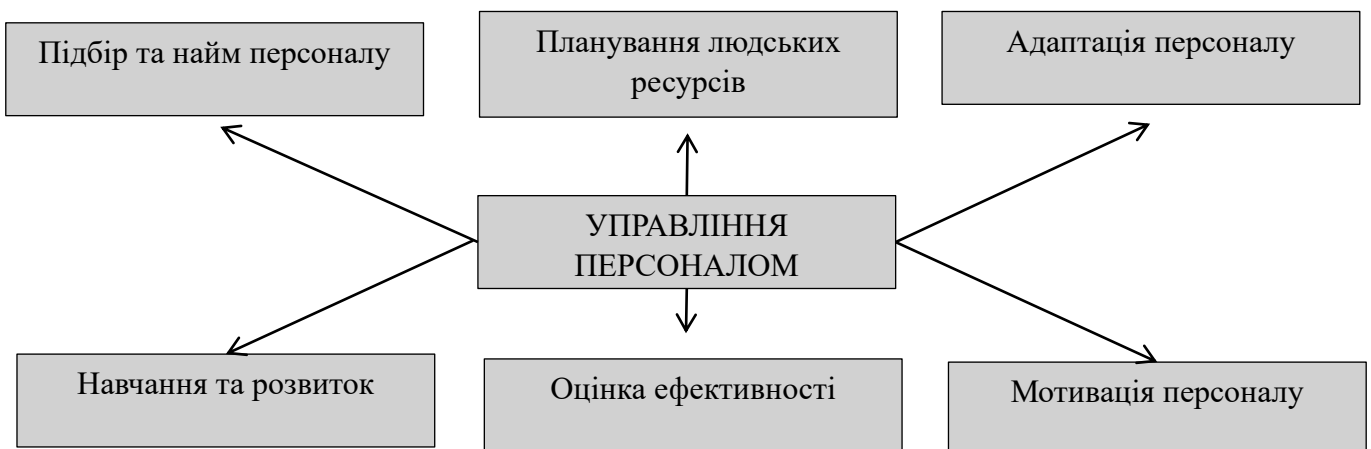 Підбір та найм персоналу
Планування людських
ресурсів
Адаптація персоналу
УПРАВЛІННЯ
ПЕРСОНАЛОМ
Навчання та розвиток
Оцінка ефективності
Мотивація персоналу